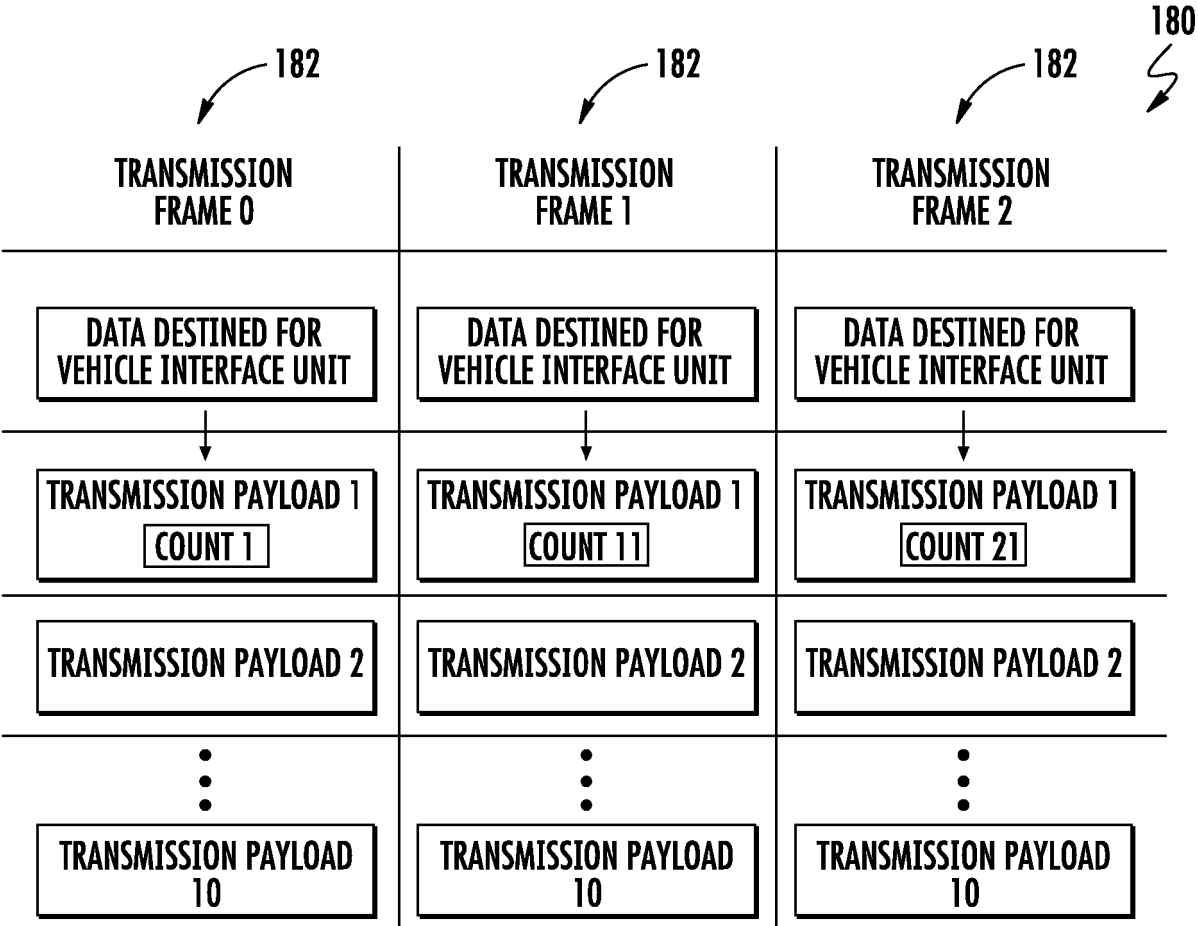 180
182 182 182
TRANSMISSION TRANSMISSION TRANSMISSION
FRAME 0 FRAME 1 FRAME 2
DATA DESTINED FOR DATA DESTINED FOR DATA DESTINED FOR
VEHICLE INTERFACE UNIT VEHICLE INTERFACE UNIT VEHICLE INTERFACE UNIT
TRANSMISSION PAYLOAD 1 TRANSMISSION PAYLOAD 1 TRANSMISSION PAYLOAD 1
COUNT 1 COUNT 11 COUNT 21
TRANSMISSION PAYLOAD 2 TRANSMISSION PAYLOAD 2 TRANSMISSION PAYLOAD 2
TRANSMISSION PAYLOAD TRANSMISSION PAYLOAD TRANSMISSION PAYLOAD
10 10 10